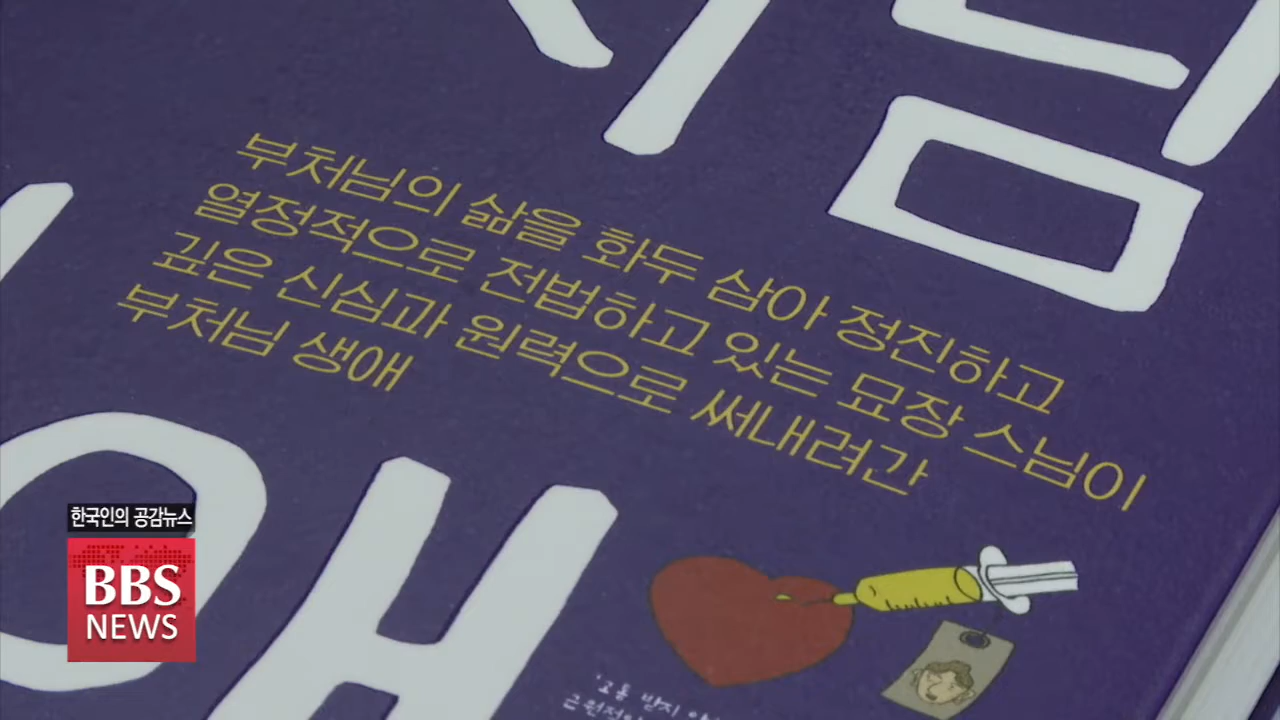 부처님의 삶을 화두 삼아 정진하고
열정적으로 전법하고 있는 묘장 스님이
깊은 신심과 원력으로 써내려간
부처님 생애
한국인의 공감뉴스
BBS
NEWS
받지